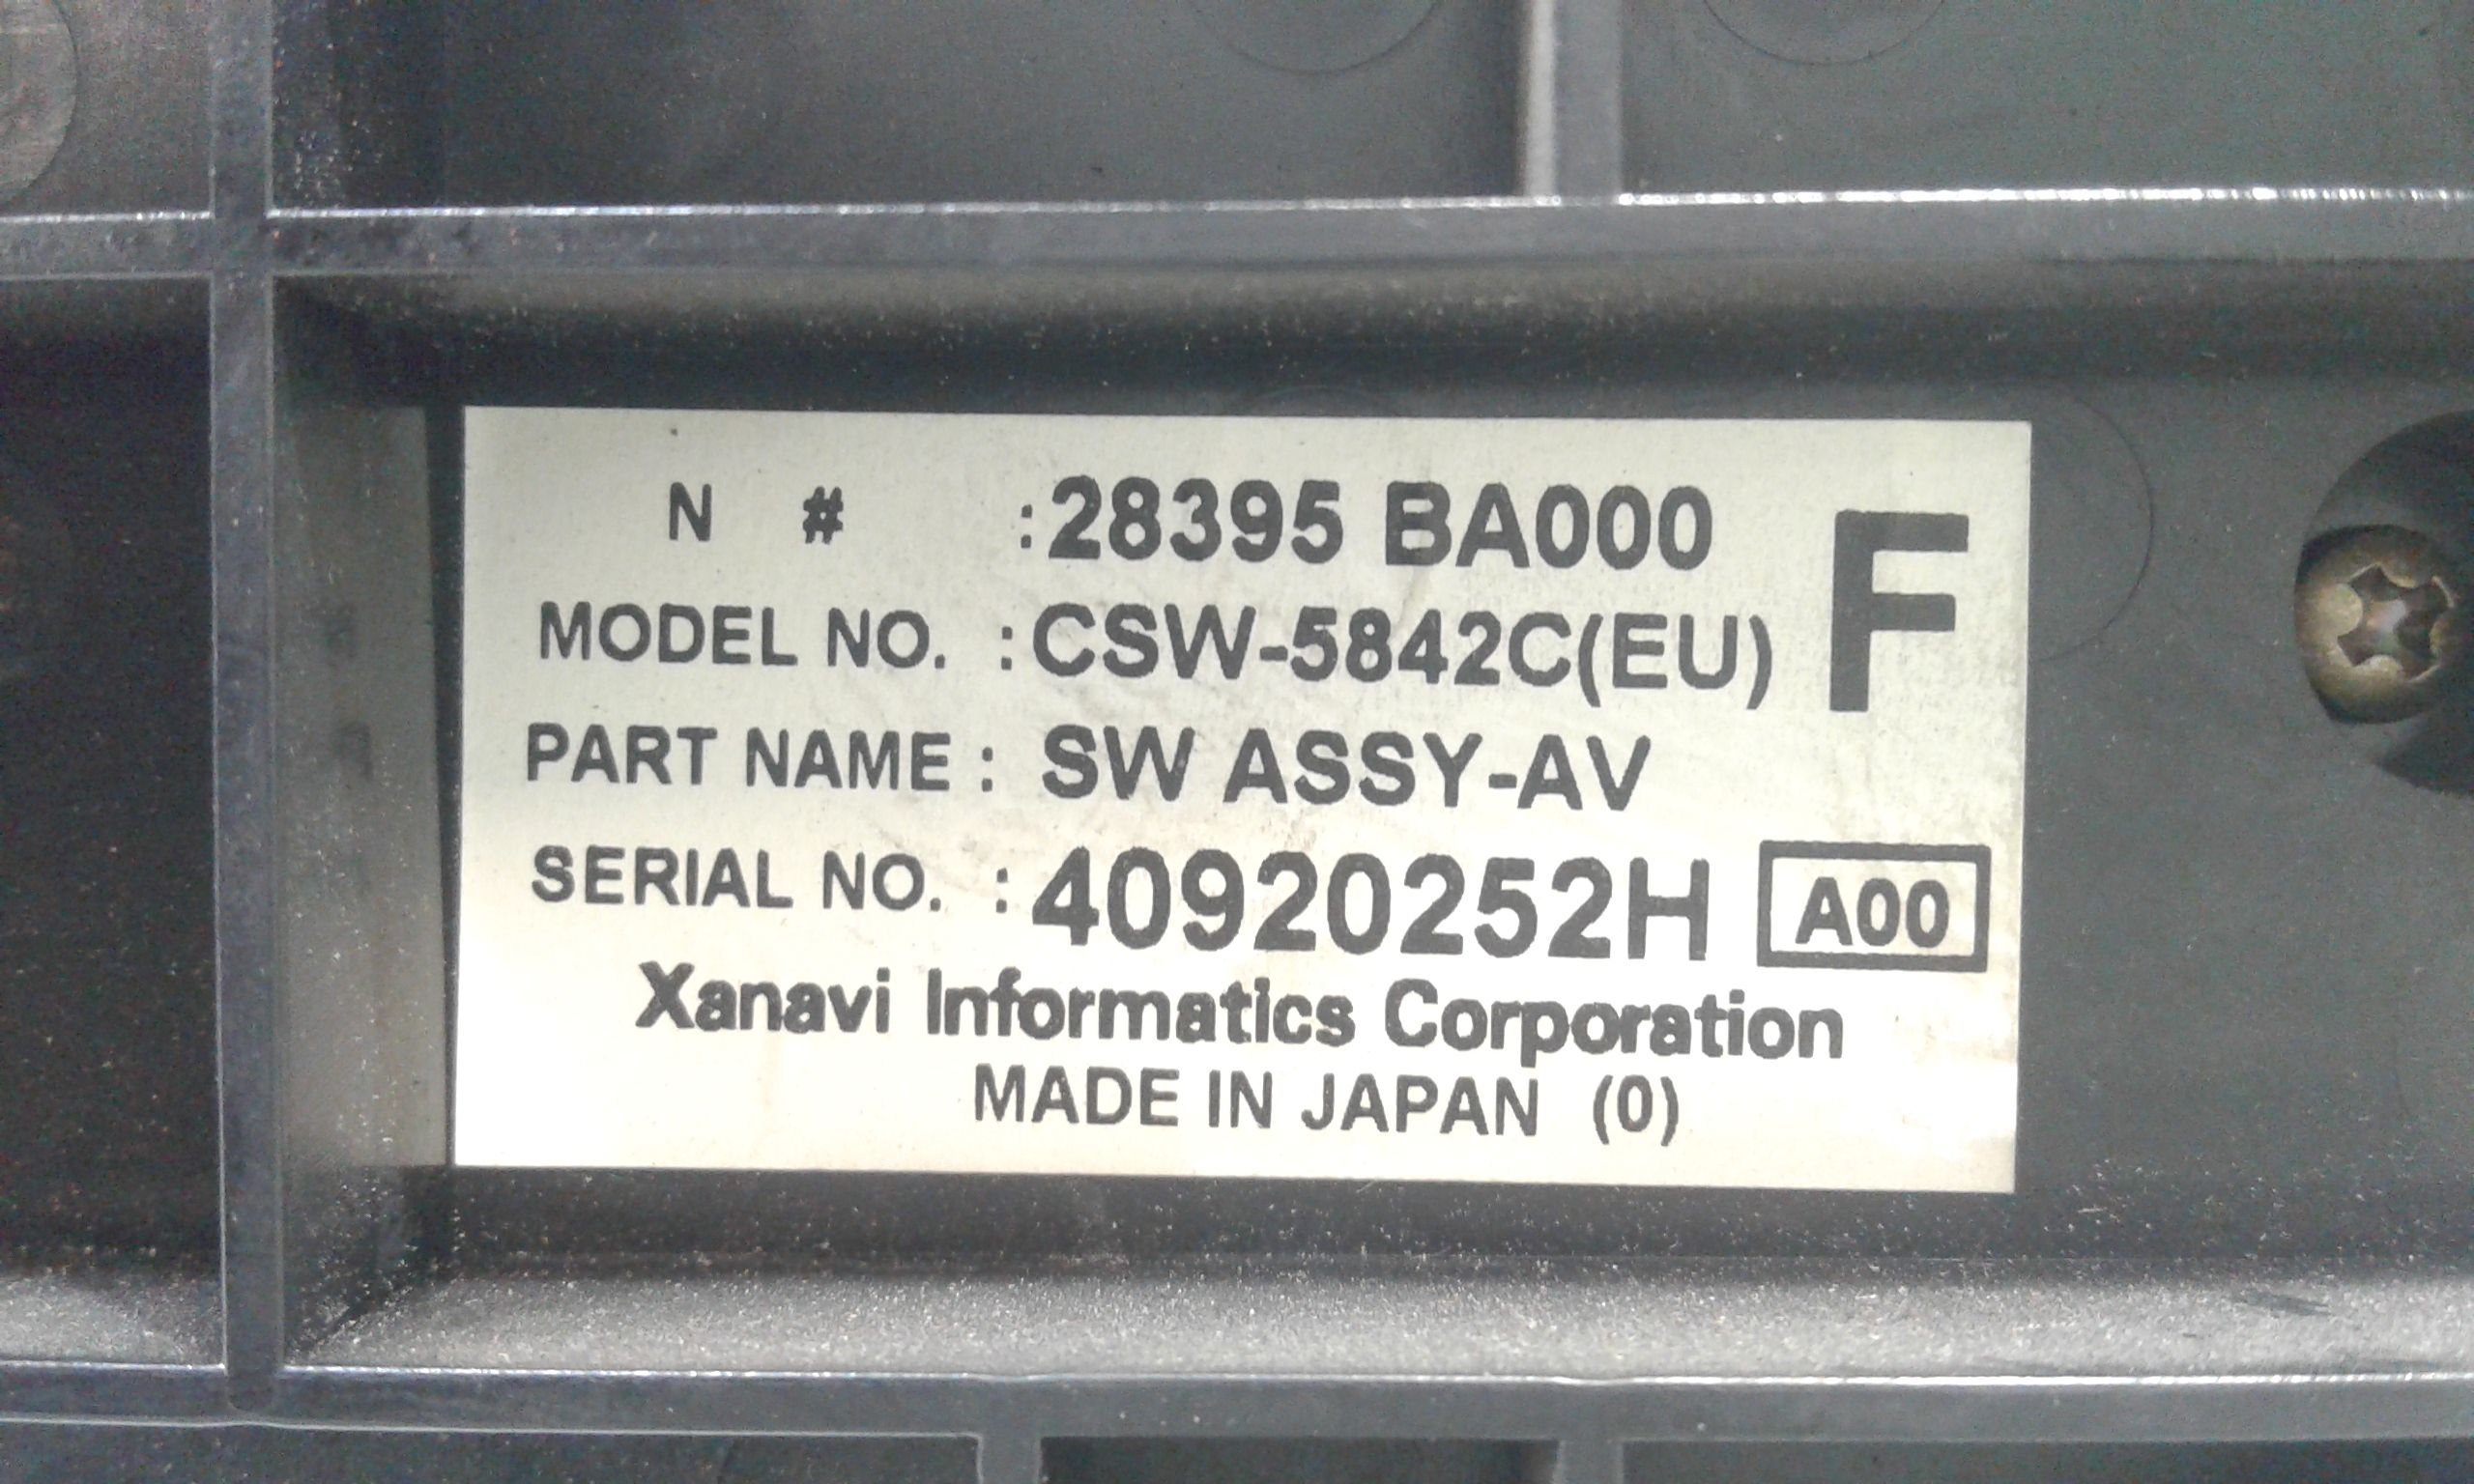 N # :28395 BA000
MODEL NO. :CSW-5842C(EU) F
PART NAME : SW ASSY-AV
SERIAL NO. :40920252H A00
Xanavi Informatics Corporation
MADE IN JAPAN (0)